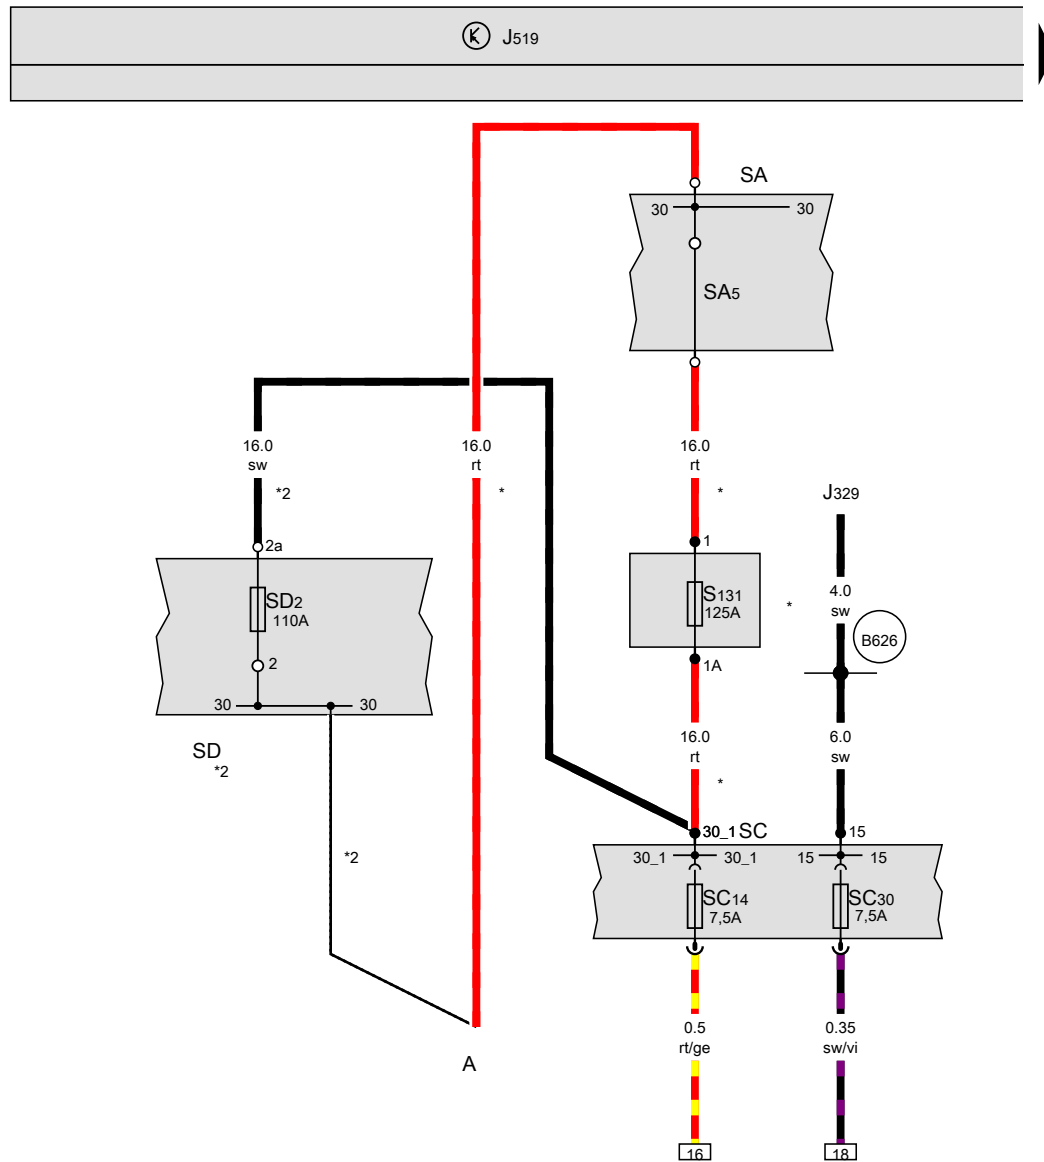 J519
SA
30 30
SA5
16.0
sw
*2
16.0
rt
*
16.0
rt
*
J329
2a
SD2
110A
2
30 30
SD
*2
1
S131
125A
*
1A
4.0
sw
B626
16.0
rt
*
6.0
sw
30_1 SC
15
*2
30_1 30_1
15 15
SC14
7,5A
SC30
7,5A
0.5
rt/ge
0.35
sw/vi
A
16
18